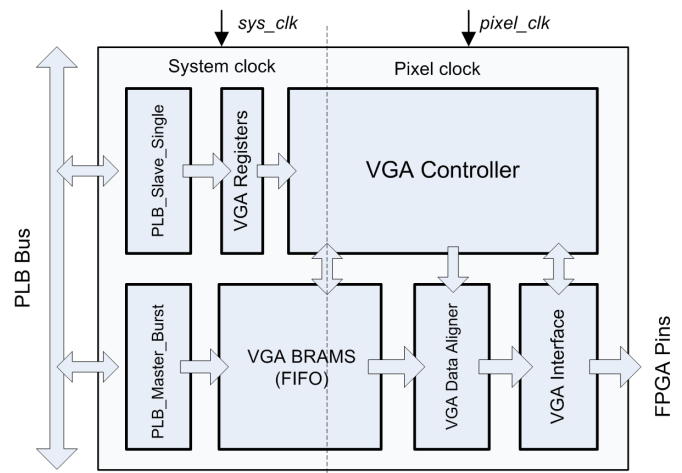 sys_clk
pixel_clk
System clock
Pixel clock
PLB Bus
PLB_Slave_Single
VGA Registers
VGA Controller
PLB_Master_Burst
VGA BRAMS
(FIFO)
VGA Data Aligner
VGA Interface
FPGA Pins